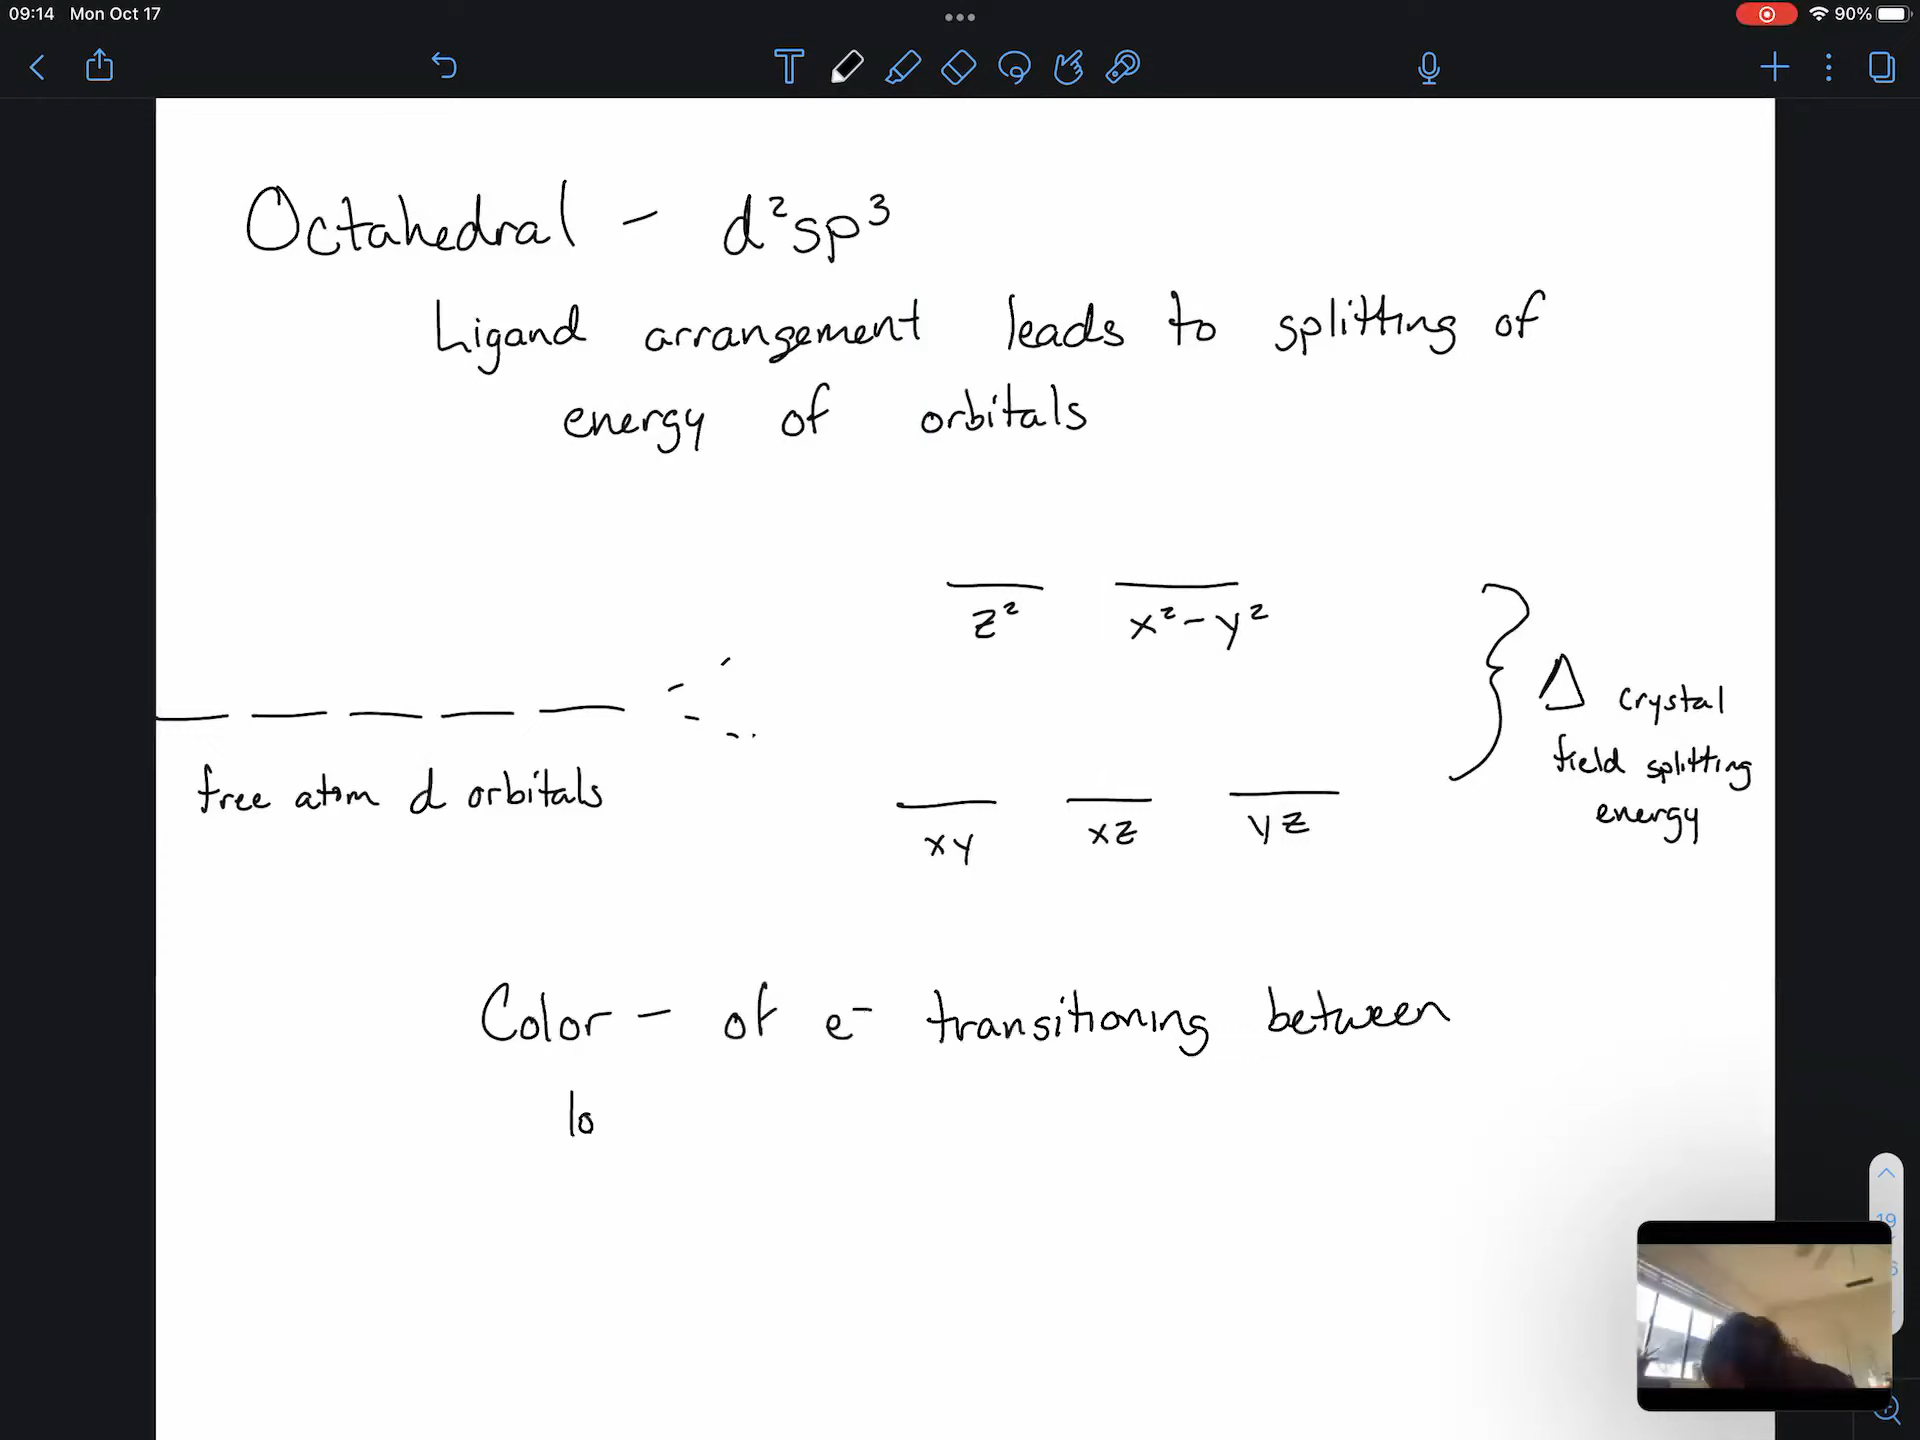 09:14 Mon Oct 17
90%
Octahedral - d²sp³
Ligand arrangement leads to splitting of
energy of orbitals
z² x²-y²
Δ crystal
field splitting
energy
free atom d orbitals
xy xz yz
Color - of e⁻ transitioning between
lo
19